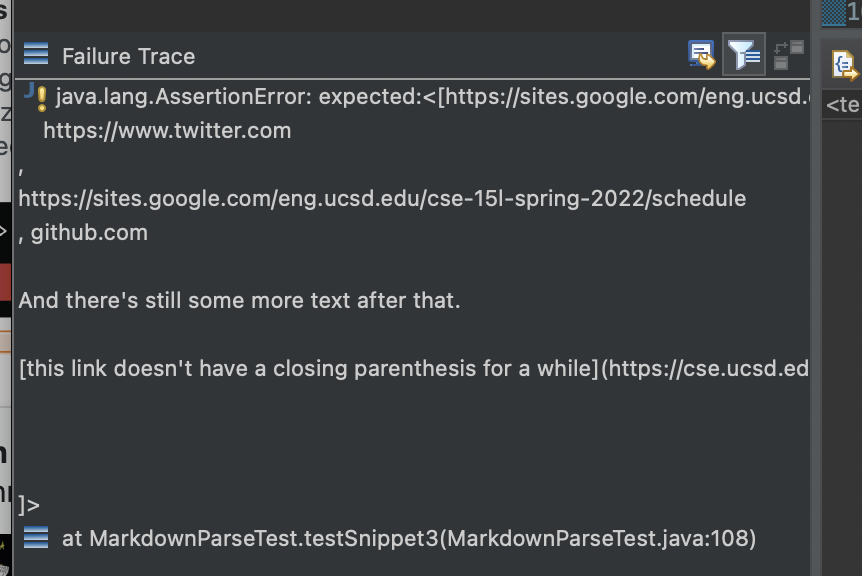 Failure Trace
java.lang.AssertionError: expected:<[https://sites.google.com/eng.ucsd.
https://www.twitter.com
,
https://sites.google.com/eng.ucsd.edu/cse-15l-spring-2022/schedule
, github.com
And there's still some more text after that.
[this link doesn't have a closing parenthesis for a while](https://cse.ucsd.ed
]>
at MarkdownParseTest.testSnippet3(MarkdownParseTest.java:108)
<te